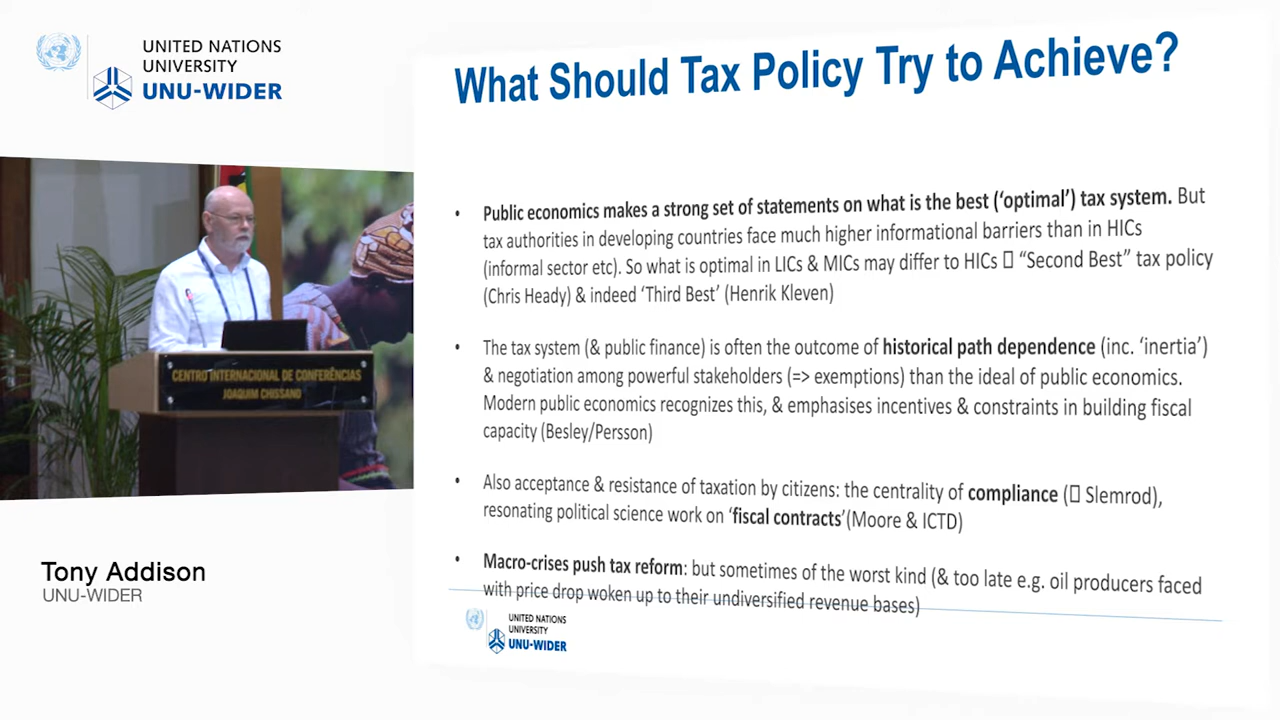 UNITED NATIONS
UNIVERSITY
UNU-WIDER
What Should Tax Policy Try to Achieve?
• Public economics makes a strong set of statements on what is the best (‘optimal’) tax system. But
tax authorities in developing countries face much higher informational barriers than in HICs
(informal sector etc). So what is optimal in LICs & MICs may differ to HICs □ “Second Best” tax policy
(Chris Heady) & indeed ‘Third Best’ (Henrik Kleven)
• The tax system (& public finance) is often the outcome of historical path dependence (inc. ‘inertia’)
& negotiation among powerful stakeholders (=> exemptions) than the ideal of public economics.
Modern public economics recognizes this, & emphasises incentives & constraints in building fiscal
capacity (Besley/Persson)
• Also acceptance & resistance of taxation by citizens: the centrality of compliance (□ Slemrod),
resonating political science work on ‘fiscal contracts’(Moore & ICTD)
• Macro-crises push tax reform: but sometimes of the worst kind (& too late e.g. oil producers faced
with price drop woken up to their undiversified revenue bases)
UNITED NATIONS
UNIVERSITY
UNU-WIDER
CENTRO INTERNACIONAL DE CONFERÊNCIAS
JOAQUIM CHISSANO
Tony Addison
UNU-WIDER